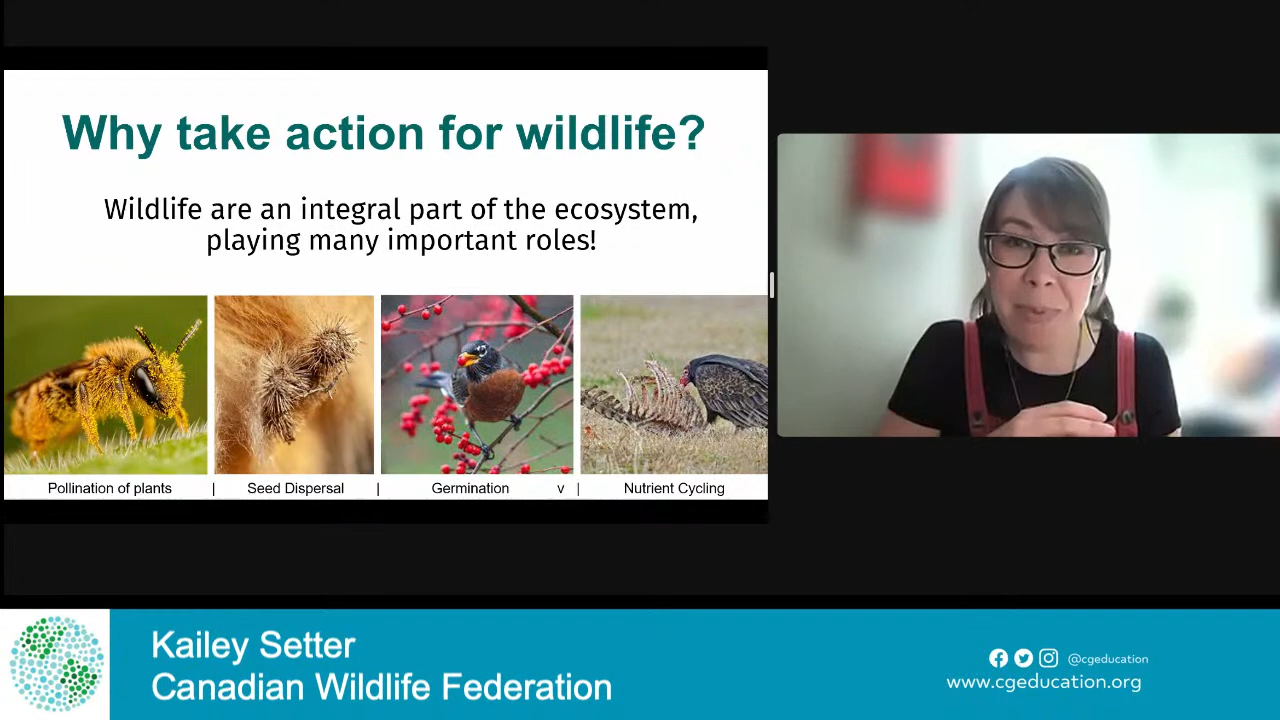 Why take action for wildlife?
Wildlife are an integral part of the ecosystem,
playing many important roles!
Pollination of plants | Seed Dispersal | Germination v | Nutrient Cycling
Kailey Setter
Canadian Wildlife Federation
@cgeducation
www.cgeducation.org